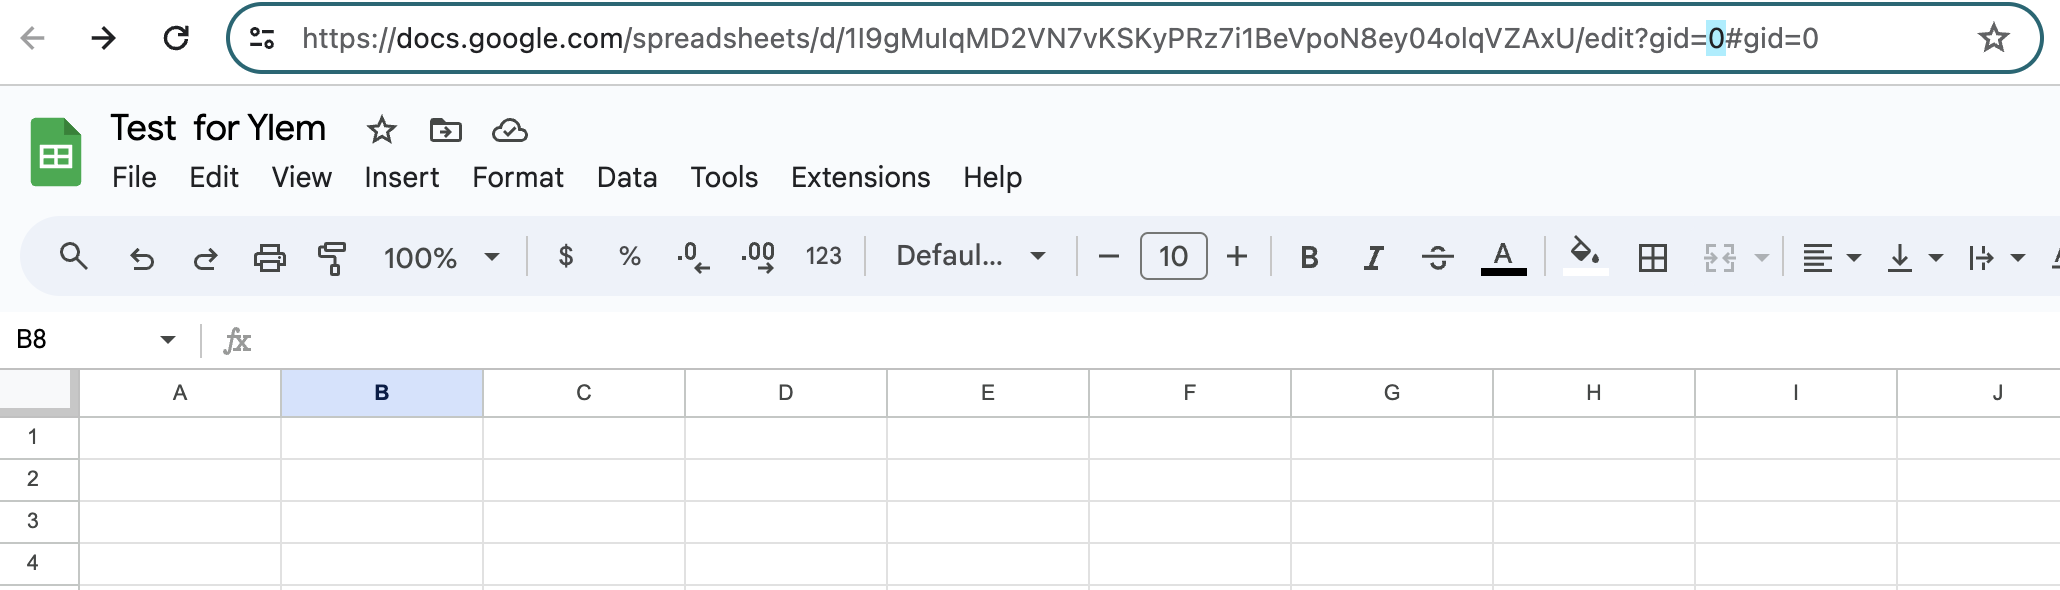 https://docs.google.com/spreadsheets/d/1I9gMuIqMD2VN7vKSKyPRz7i1BeVpoN8ey04olqVZAxU/edit?gid=0#gid=0
Test for Ylem
File Edit View Insert Format Data Tools Extensions Help
100% $ % .0 .00 123 Defaul... 10 B I S A
B8 fx
A B C D E F G H I J
1
2
3
4